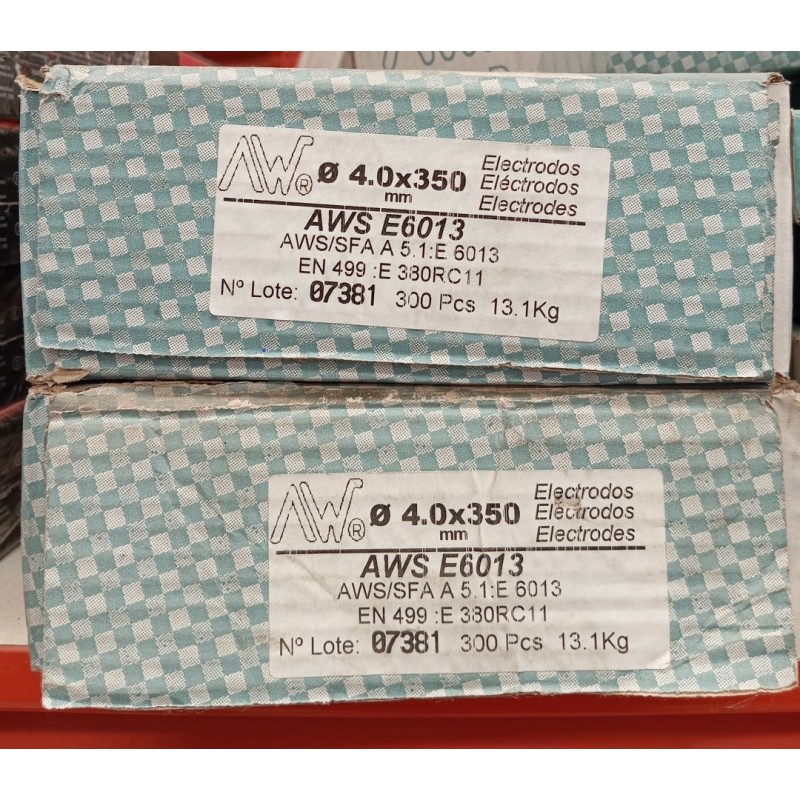 AW®
Ø 4.0x350
mm
Electrodos
Eléctrodos
Electrodes
AWS E6013
AWS/SFA A 5.1:E 6013
EN 499 :E 380RC11
Nº Lote: 07381 300 Pcs 13.1Kg
AW®
Ø 4.0x350
mm
Electrodos
Eléctrodos
Electrodes
AWS E6013
AWS/SFA A 5.1:E 6013
EN 499 :E 380RC11
Nº Lote: 07381 300 Pcs 13.1Kg